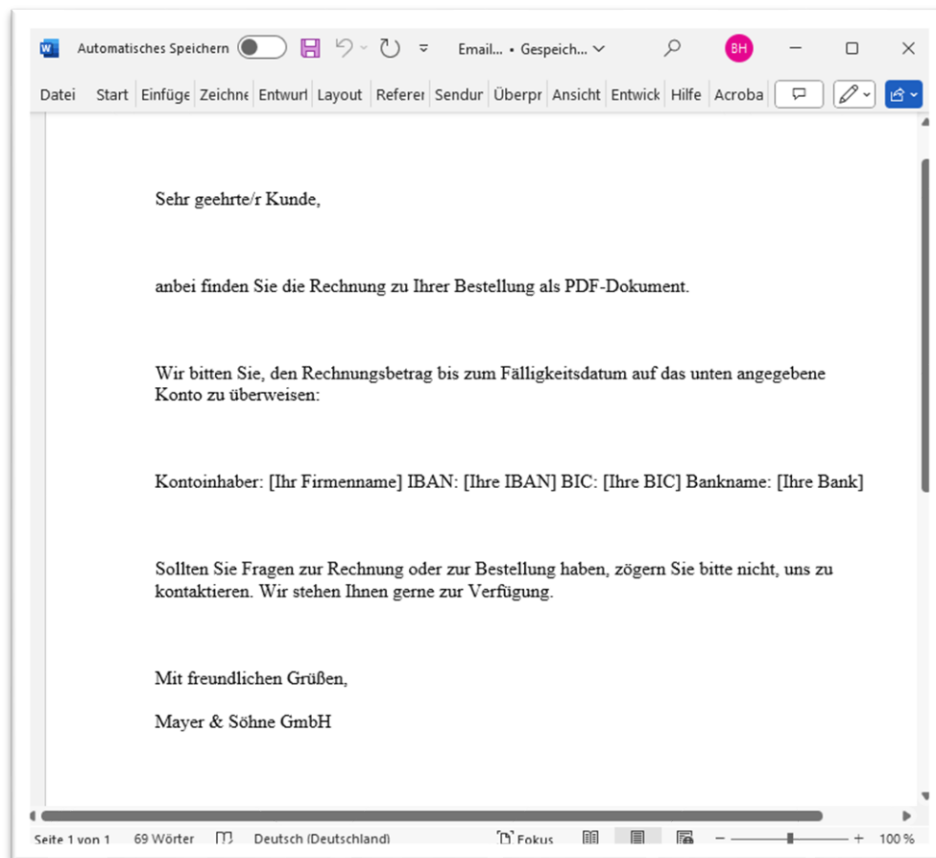 Automatisches Speichern Email... • Gespeich... BH
Datei Start Einfüge Zeichne Entwurf Layout Referer Sendur Überpr Ansicht Entwick Hilfe Acroba
Sehr geehrte/r Kunde,
anbei finden Sie die Rechnung zu Ihrer Bestellung als PDF-Dokument.
Wir bitten Sie, den Rechnungsbetrag bis zum Fälligkeitsdatum auf das unten angegebene
Konto zu überweisen:
Kontoinhaber: [Ihr Firmenname] IBAN: [Ihre IBAN] BIC: [Ihre BIC] Bankname: [Ihre Bank]
Sollten Sie Fragen zur Rechnung oder zur Bestellung haben, zögern Sie bitte nicht, uns zu
kontaktieren. Wir stehen Ihnen gerne zur Verfügung.
Mit freundlichen Grüßen,
Mayer & Söhne GmbH
Seite 1 von 1 69 Wörter Deutsch (Deutschland) Fokus 100 %